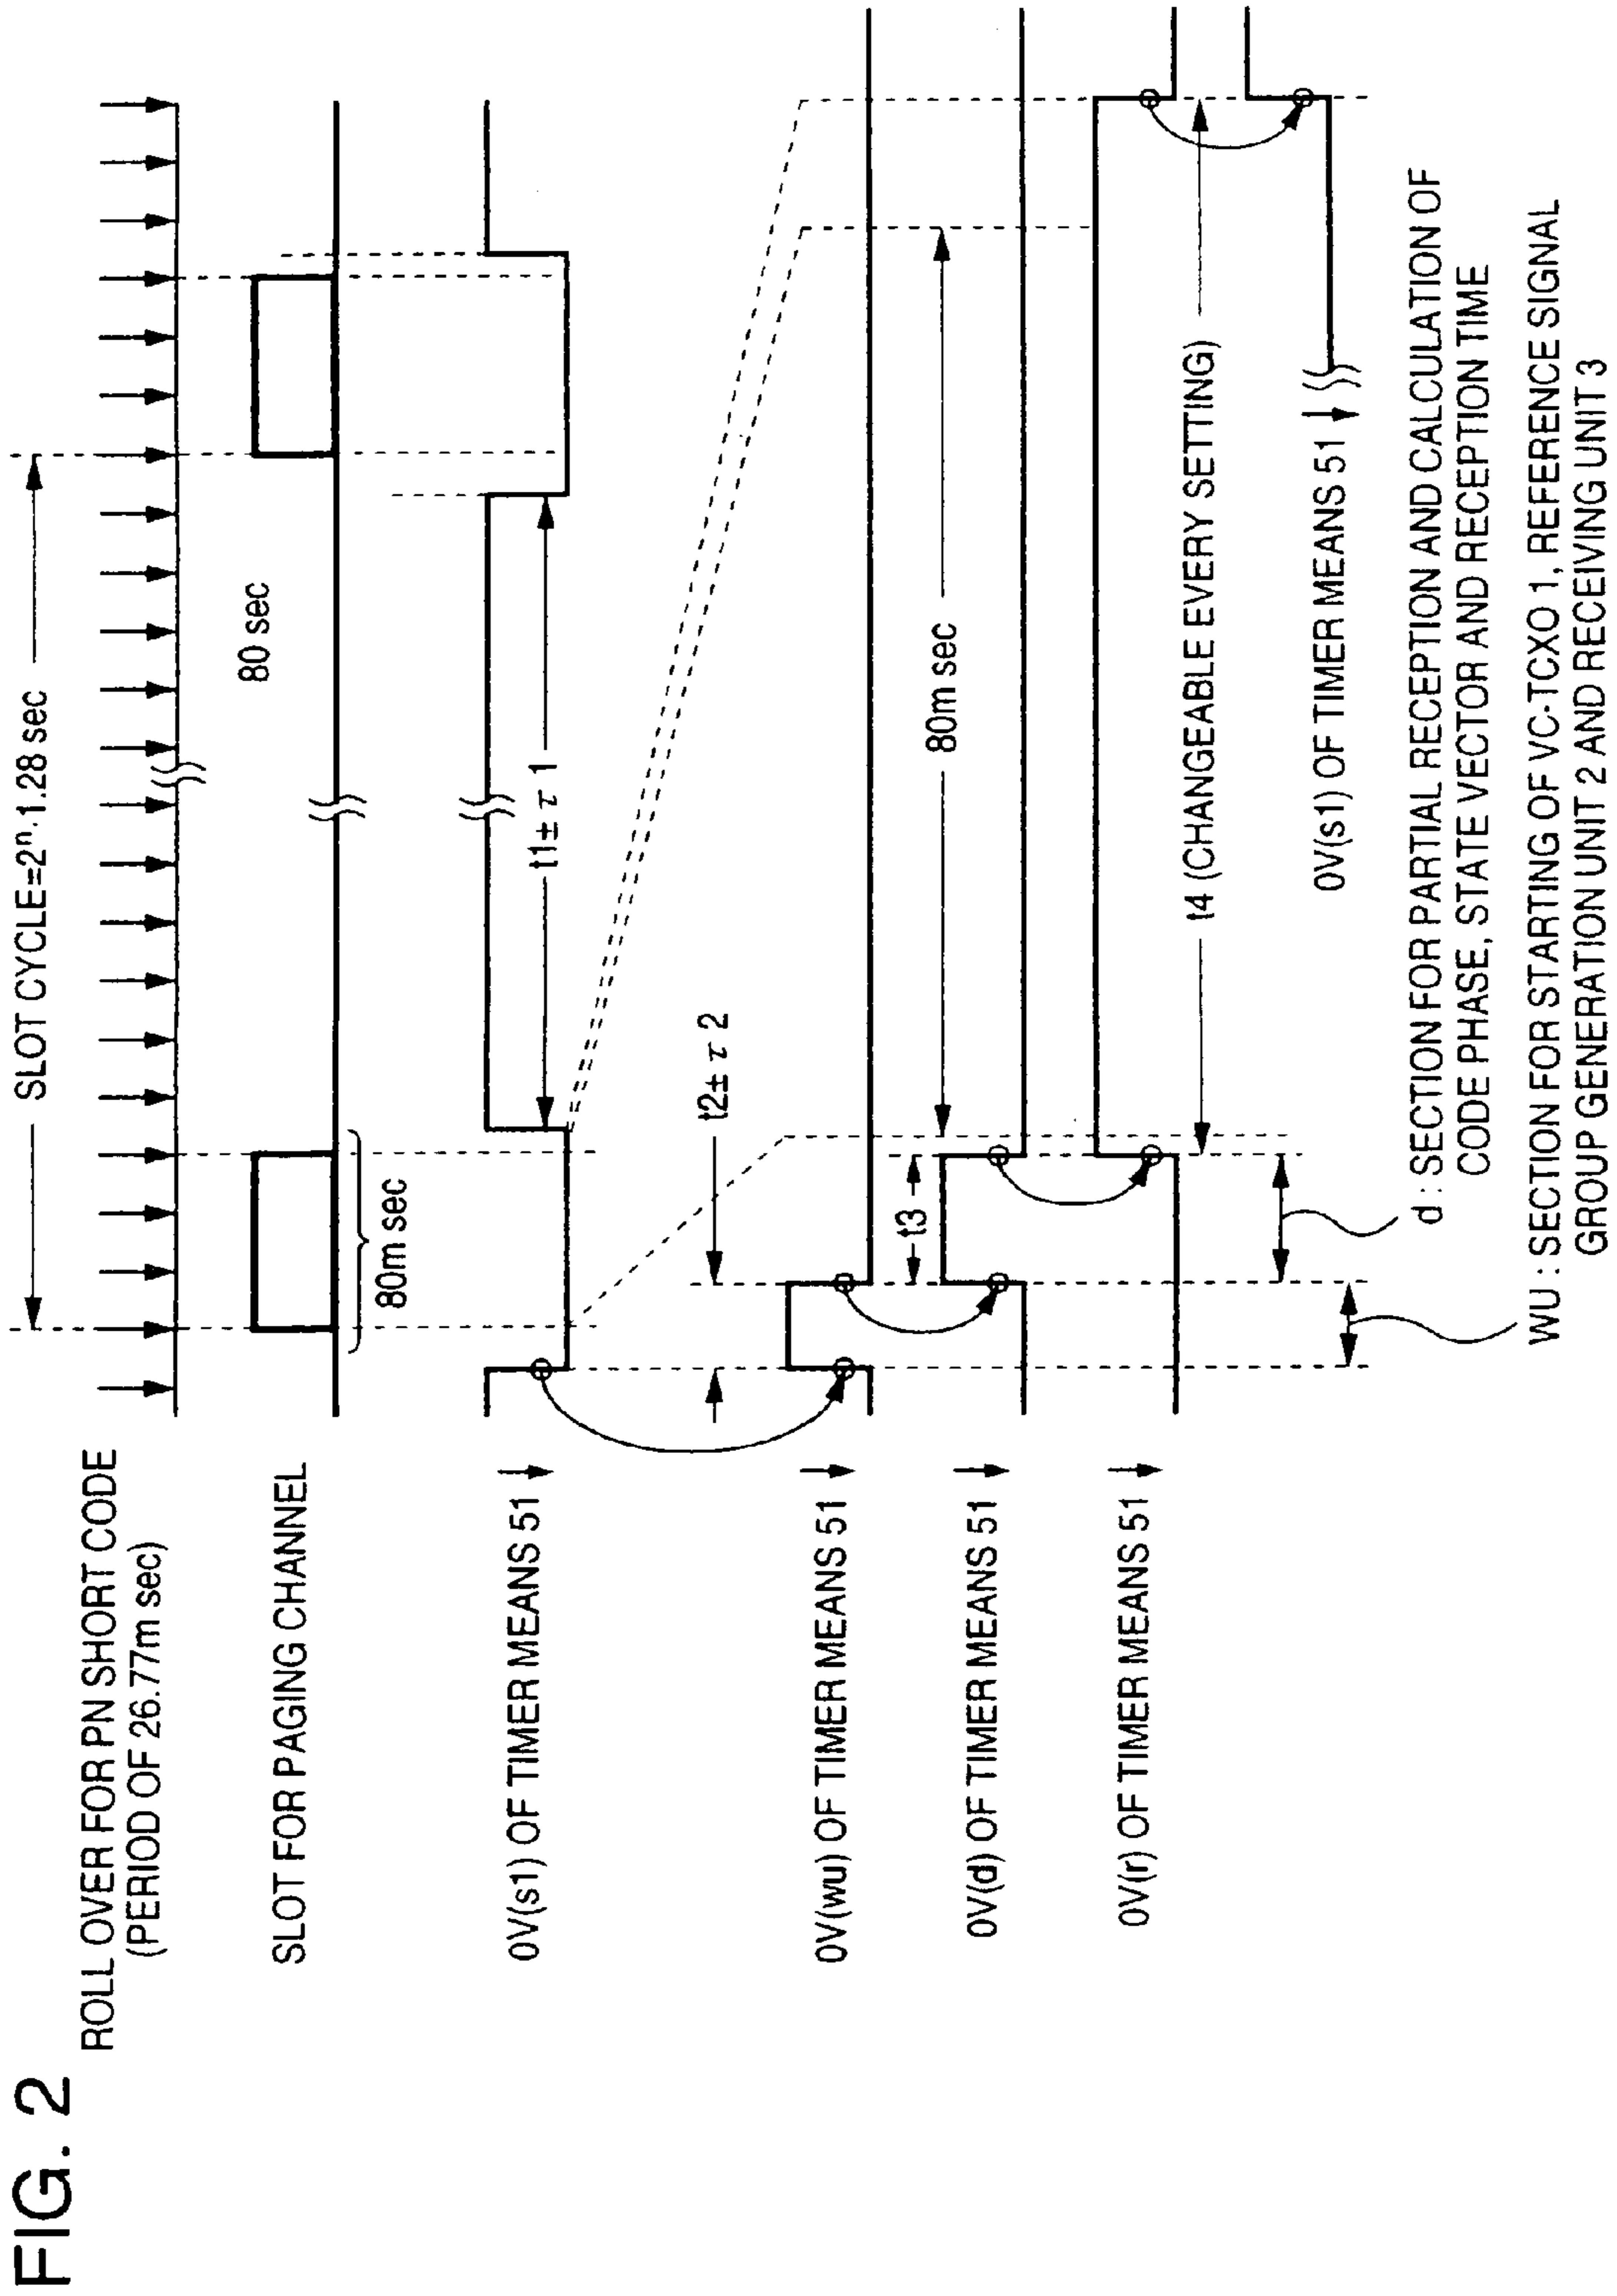 FIG. 2
SLOT CYCLE=2ⁿ·1.28 sec
ROLL OVER FOR PN SHORT CODE
(PERIOD OF 26.77m sec)
80 sec
SLOT FOR PAGING CHANNEL
80m sec
t1±τ1
0V(s1) OF TIMER MEANS 51
t2±τ2
0V(wu) OF TIMER MEANS 51
t3
80m sec
0V(d) OF TIMER MEANS 51
t4 (CHANGEABLE EVERY SETTING)
0V(r) OF TIMER MEANS 51
0V(s1) OF TIMER MEANS 51
d : SECTION FOR PARTIAL RECEPTION AND CALCULATION OF
CODE PHASE, STATE VECTOR AND RECEPTION TIME
WU : SECTION FOR STARTING OF VC-TCXO 1, REFERENCE SIGNAL
GROUP GENERATION UNIT 2 AND RECEIVING UNIT 3